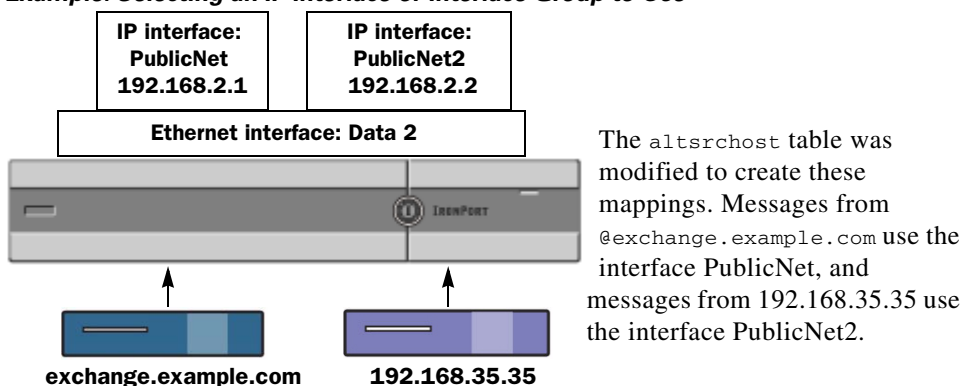 Example: Selecting an IP Interface or Interface Group to Use
IP interface:
PublicNet
192.168.2.1
IP interface:
PublicNet2
192.168.2.2
Ethernet interface: Data 2
IRONPORT
The altsrchost table was
modified to create these
mappings. Messages from
@exchange.example.com use the
interface PublicNet, and
messages from 192.168.35.35 use
the interface PublicNet2.
exchange.example.com
192.168.35.35